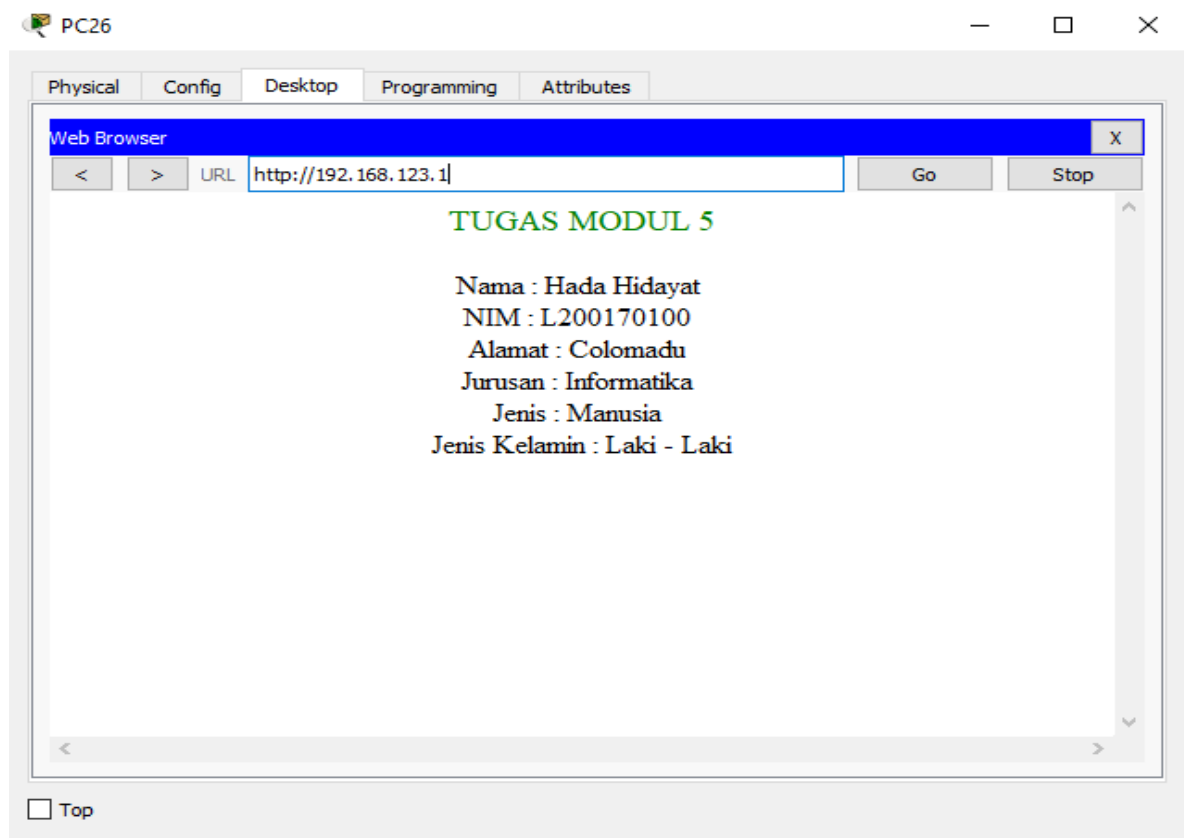 PC26
Physical Config Desktop Programming Attributes
Web Browser X
< > URL http://192.168.123.1 Go Stop
TUGAS MODUL 5
Nama : Hada Hidayat
NIM : L200170100
Alamat : Colomadu
Jurusan : Informatika
Jenis : Manusia
Jenis Kelamin : Laki - Laki
Top